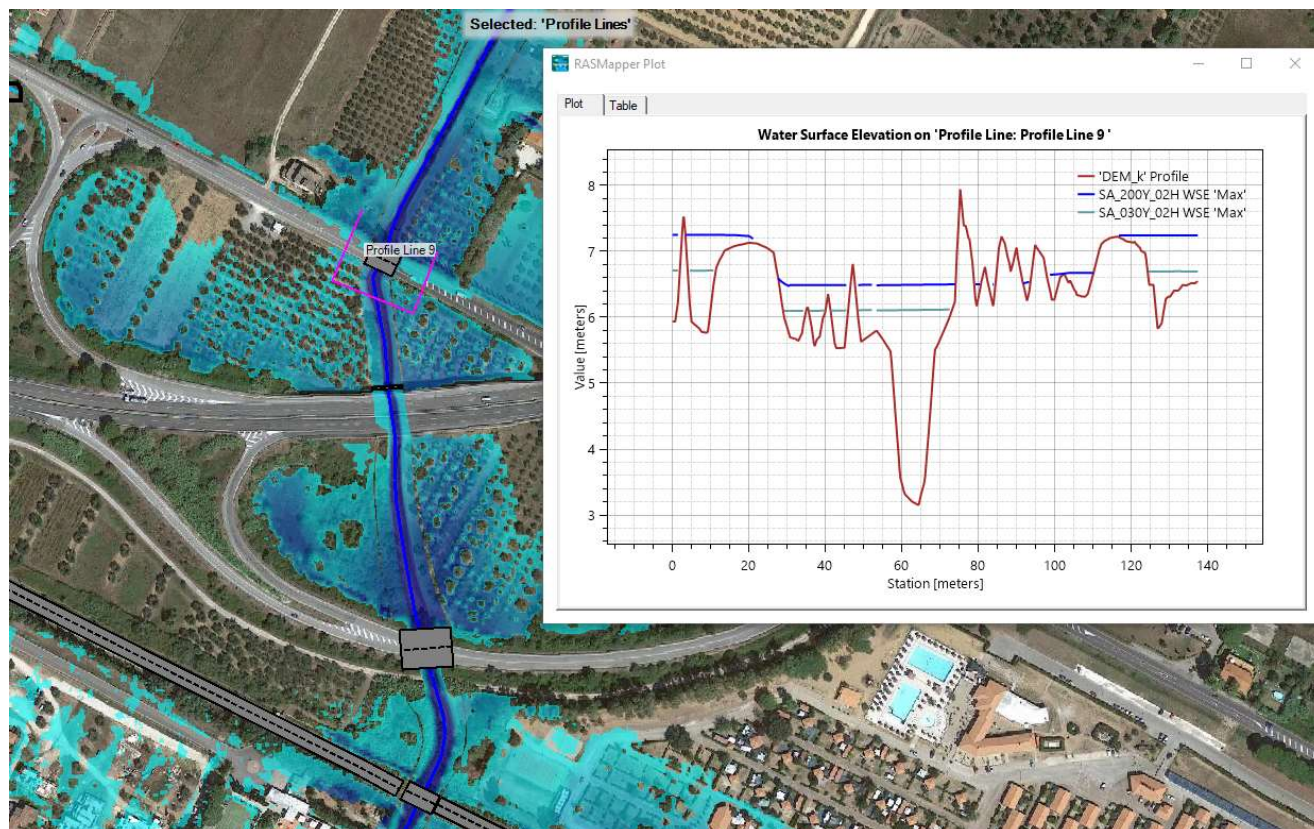 Selected: 'Profile Lines'
RASMapper Plot
Plot
Table
Water Surface Elevation on 'Profile Line: Profile Line 9 '
'DEM_k' Profile
SA_200Y_02H WSE 'Max'
SA_030Y_02H WSE 'Max'
8
7
6
5
4
3
Value [meters]
0
20
40
60
80
100
120
140
Station [meters]
Profile Line 9